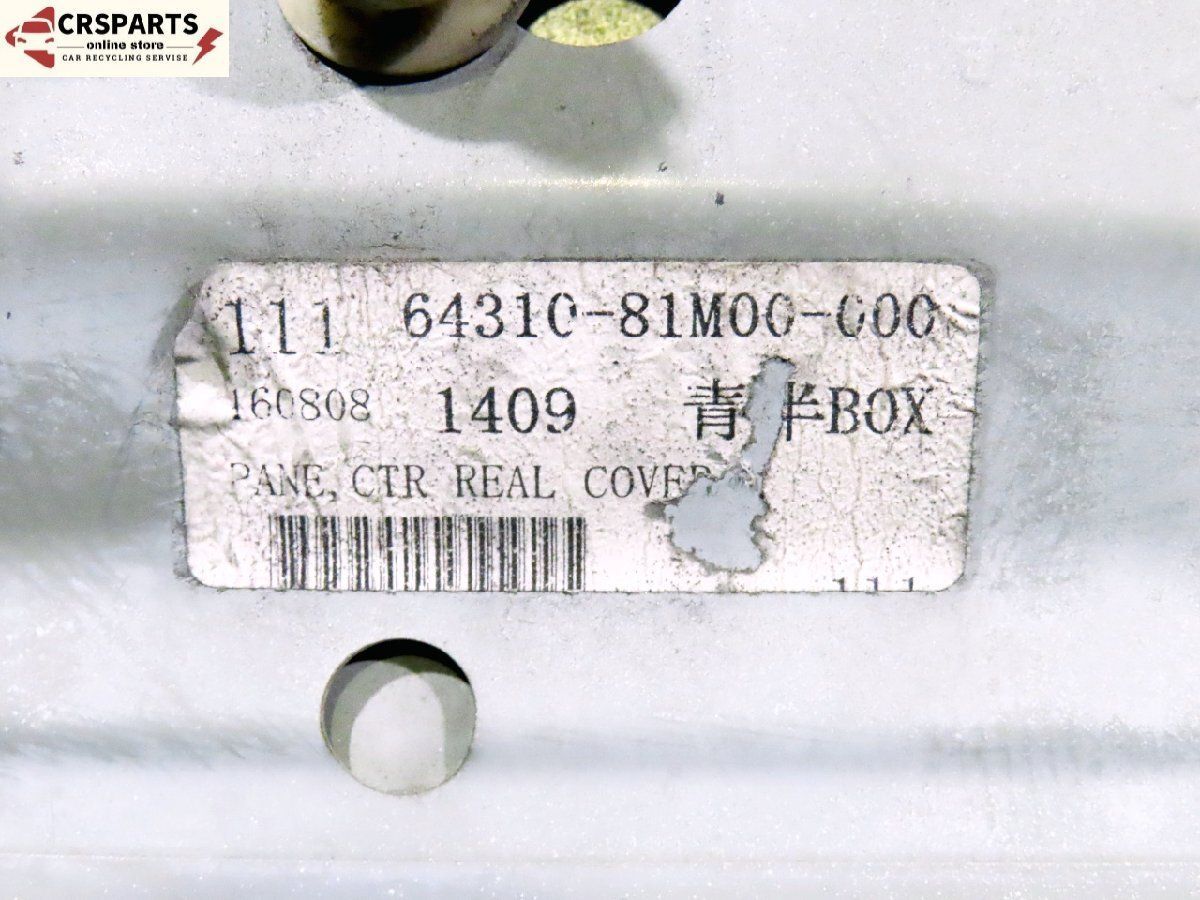 CRSPARTS
online store
CAR RECYCLING SERVISE
111 64310-81M00-000
160808 1409 青半BOX
PANE, CTR REAL COVER
111